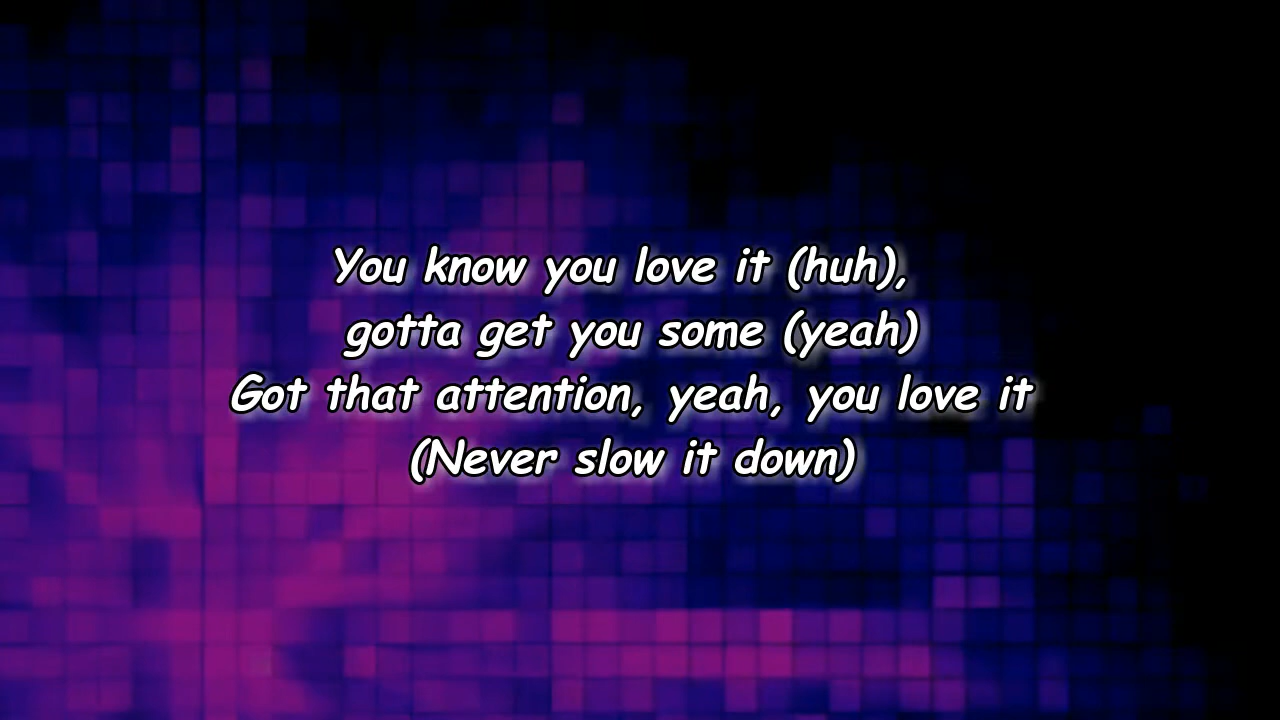 You know you love it (huh),
gotta get you some (yeah)
Got that attention, yeah, you love it
(Never slow it down)